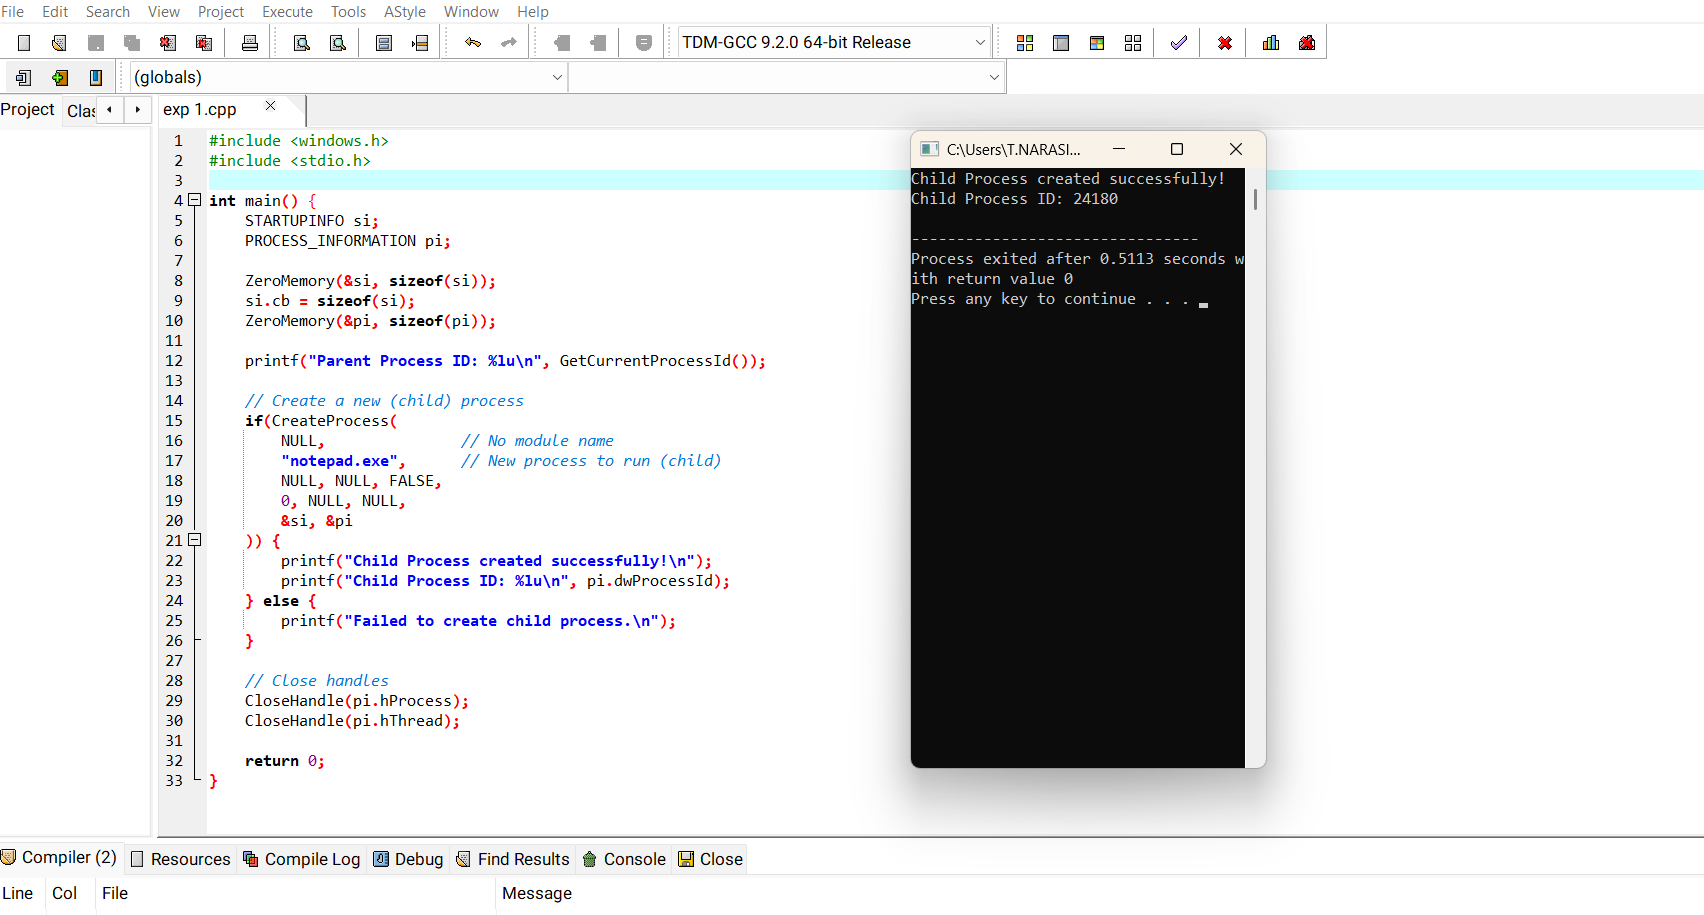 File Edit Search View Project Execute Tools AStyle Window Help
TDM-GCC 9.2.0 64-bit Release
(globals)
Project Clas
exp 1.cpp
1 #include <windows.h>
2 #include <stdio.h>
3
4 int main() {
5 STARTUPINFO si;
6 PROCESS_INFORMATION pi;
7
8 ZeroMemory(&si, sizeof(si));
9 si.cb = sizeof(si);
10 ZeroMemory(&pi, sizeof(pi));
11
12 printf("Parent Process ID: %lu\n", GetCurrentProcessId());
13
14 // Create a new (child) process
15 if(CreateProcess(
16 NULL, // No module name
17 "notepad.exe", // New process to run (child)
18 NULL, NULL, FALSE,
19 0, NULL, NULL,
20 &si, &pi
21 )) {
22 printf("Child Process created successfully!\n");
23 printf("Child Process ID: %lu\n", pi.dwProcessId);
24 } else {
25 printf("Failed to create child process.\n");
26 }
27
28 // Close handles
29 CloseHandle(pi.hProcess);
30 CloseHandle(pi.hThread);
31
32 return 0;
33 }
C:\Users\T.NARASI...
Child Process created successfully!
Child Process ID: 24180
--------------------------------
Process exited after 0.5113 seconds w
ith return value 0
Press any key to continue . . .
Compiler (2) Resources Compile Log Debug Find Results Console Close
Line Col File Message